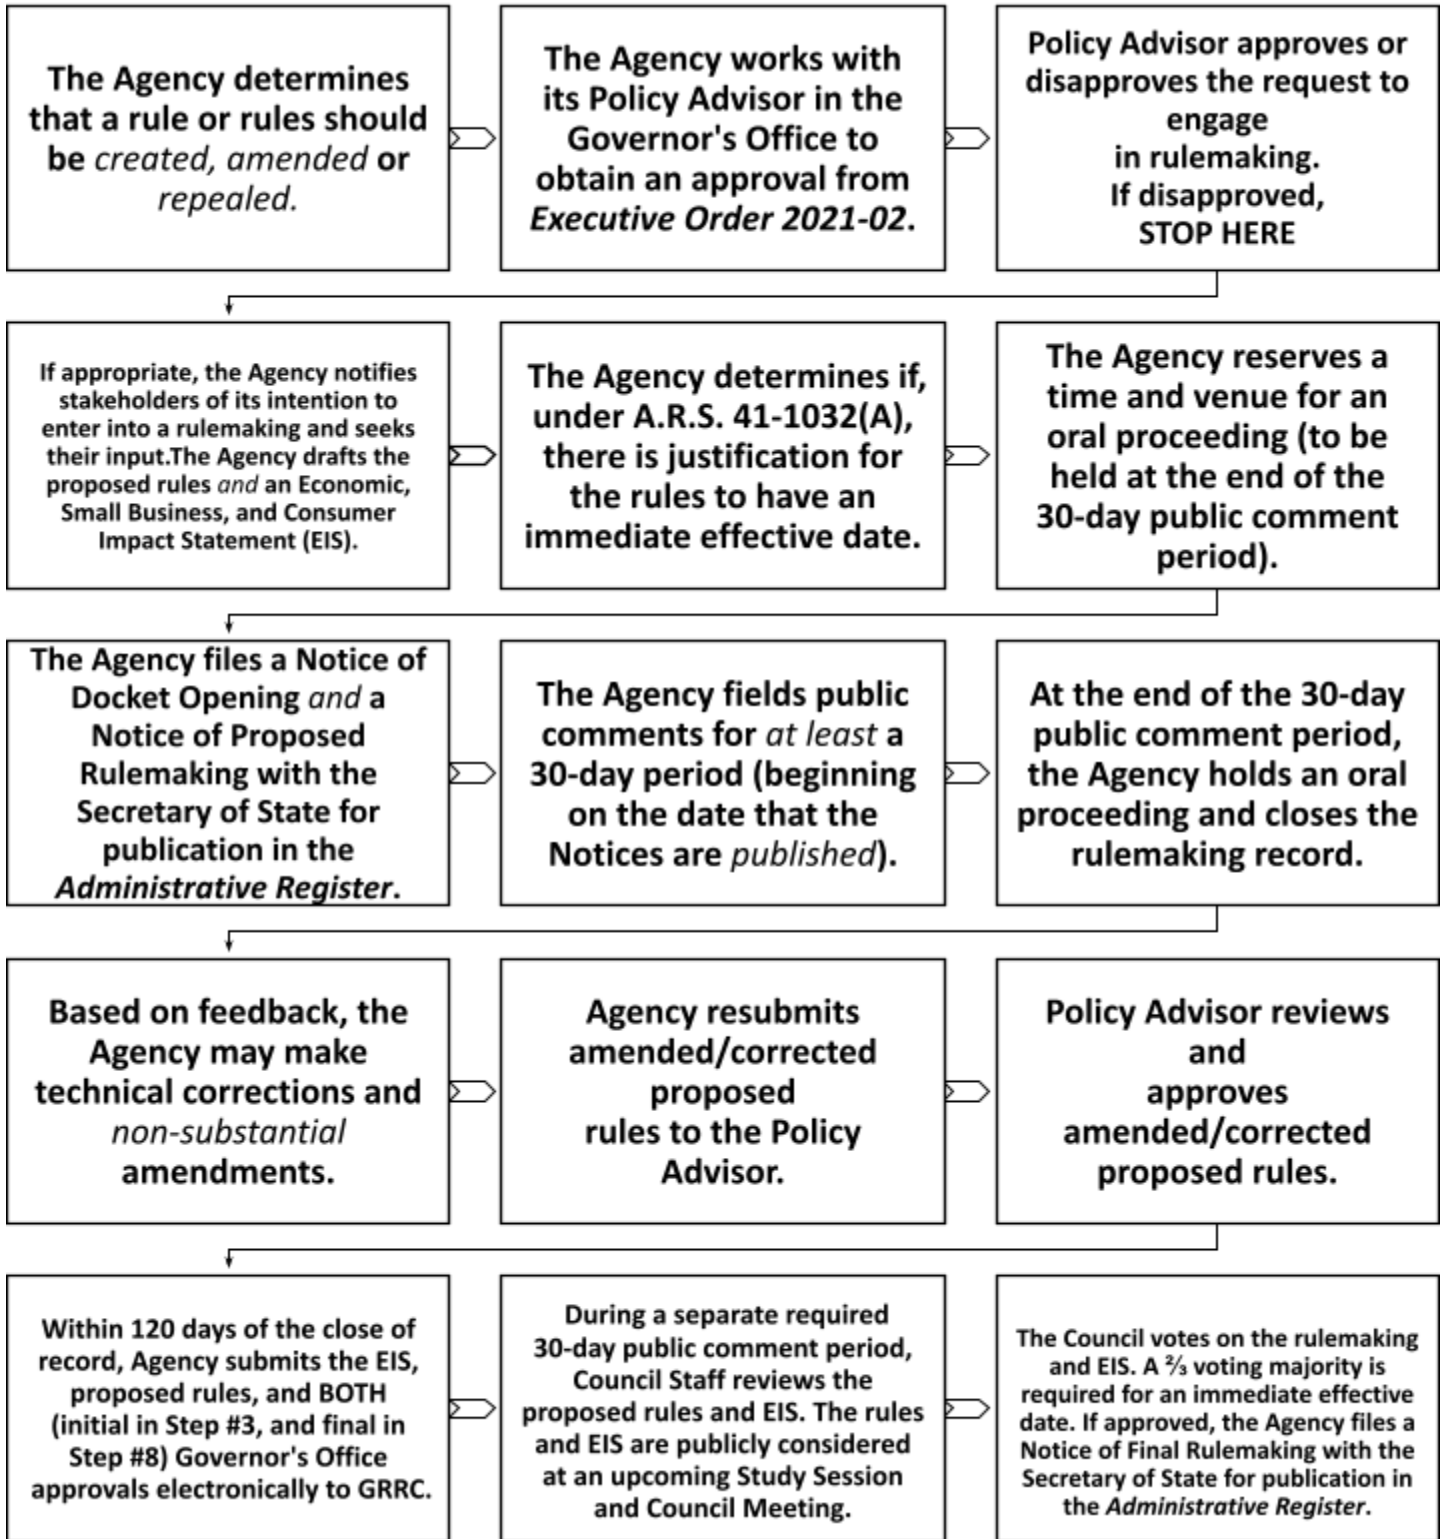 The Agency determines
that a rule or rules should
be created, amended or
repealed.
The Agency works with
its Policy Advisor in the
Governor's Office to
obtain an approval from
Executive Order 2021-02.
Policy Advisor approves or
disapproves the request to
engage
in rulemaking.
If disapproved,
STOP HERE
If appropriate, the Agency notifies
stakeholders of its intention to
enter into a rulemaking and seeks
their input.The Agency drafts the
proposed rules and an Economic,
Small Business, and Consumer
Impact Statement (EIS).
The Agency determines if,
under A.R.S. 41-1032(A),
there is justification for
the rules to have an
immediate effective date.
The Agency reserves a
time and venue for an
oral proceeding (to be
held at the end of the
30-day public comment
period).
The Agency files a Notice of
Docket Opening and a
Notice of Proposed
Rulemaking with the
Secretary of State for
publication in the
Administrative Register.
The Agency fields public
comments for at least a
30-day period (beginning
on the date that the
Notices are published).
At the end of the 30-day
public comment period,
the Agency holds an oral
proceeding and closes the
rulemaking record.
Based on feedback, the
Agency may make
technical corrections and
non-substantial
amendments.
Agency resubmits
amended/corrected
proposed
rules to the Policy
Advisor.
Policy Advisor reviews
and
approves
amended/corrected
proposed rules.
Within 120 days of the close of
record, Agency submits the EIS,
proposed rules, and BOTH
(initial in Step #3, and final in
Step #8) Governor's Office
approvals electronically to GRRC.
During a separate required
30-day public comment period,
Council Staff reviews the
proposed rules and EIS. The rules
and EIS are publicly considered
at an upcoming Study Session
and Council Meeting.
The Council votes on the rulemaking
and EIS. A ⅔ voting majority is
required for an immediate effective
date. If approved, the Agency files a
Notice of Final Rulemaking with the
Secretary of State for publication in
the Administrative Register.